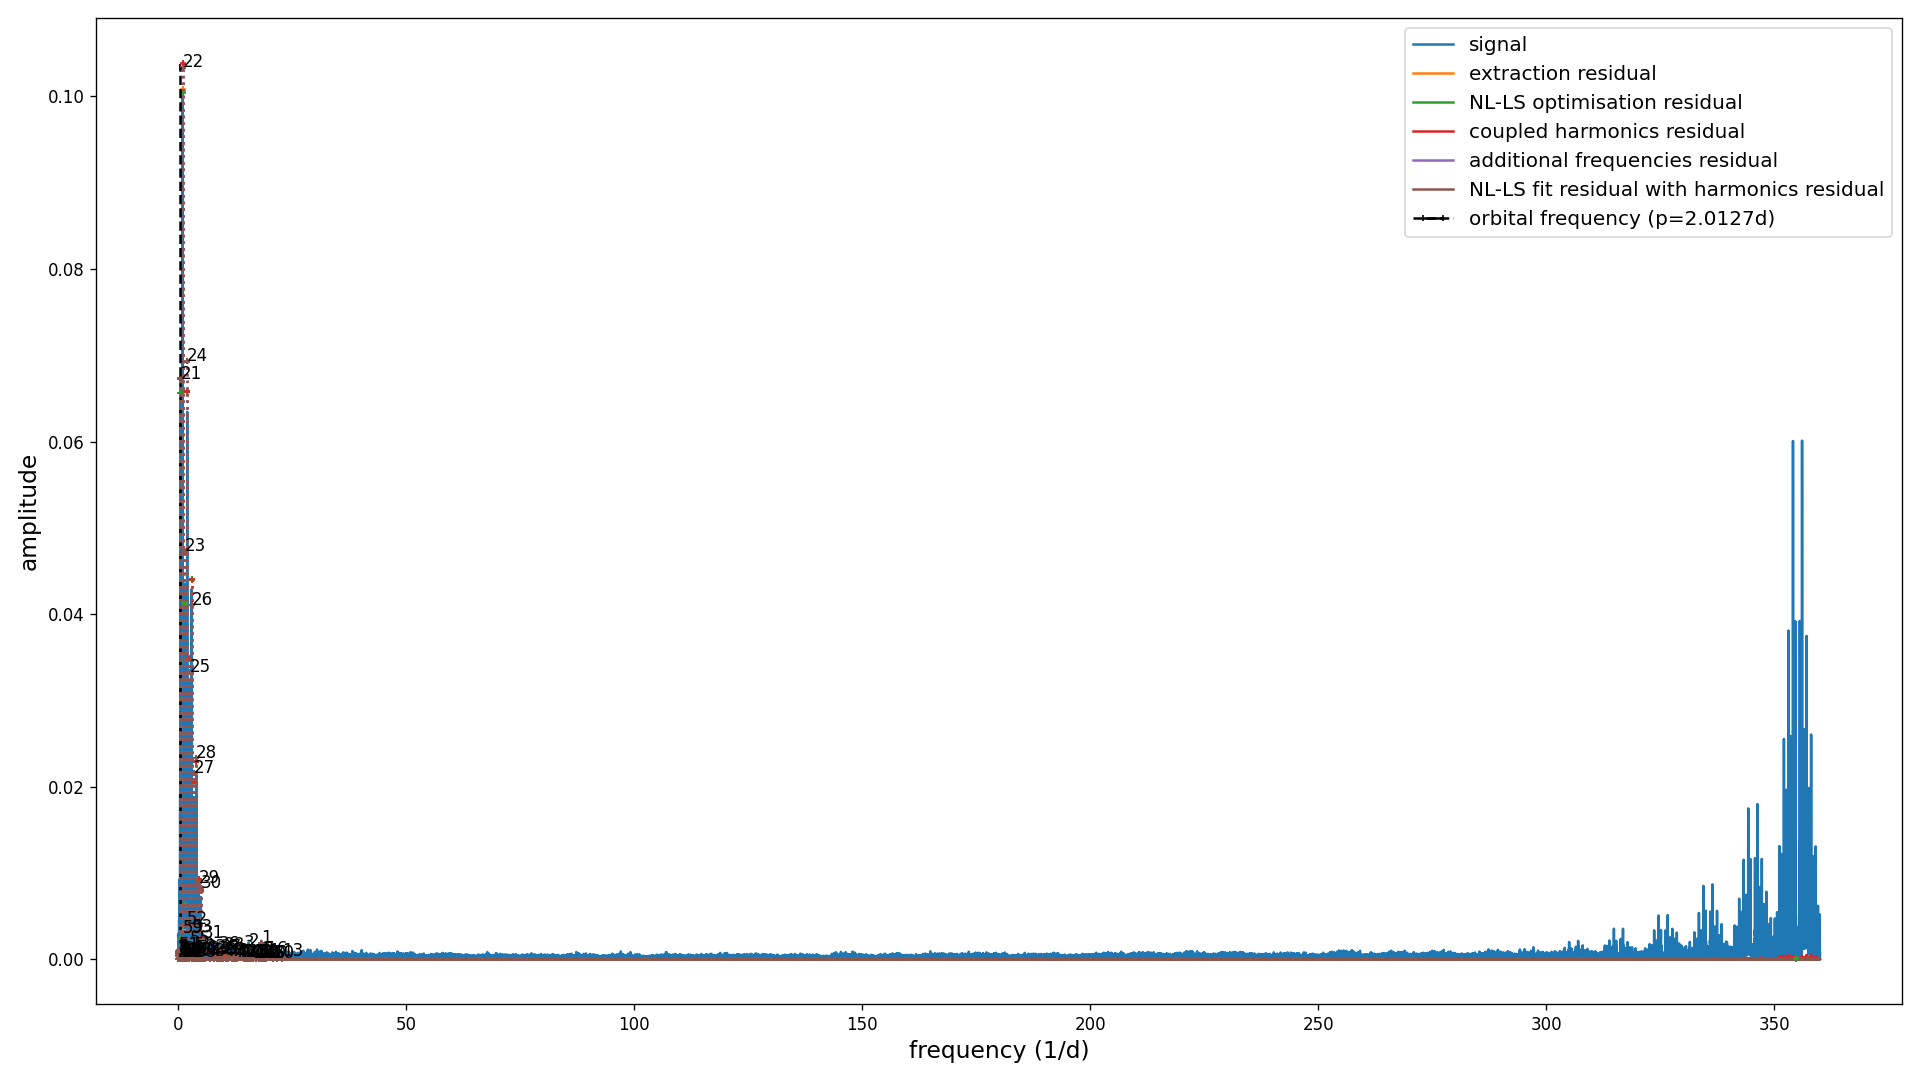 signal
extraction residual
NL-LS optimisation residual
coupled harmonics residual
additional frequencies residual
NL-LS fit residual with harmonics residual
orbital frequency (p=2.0127d)
22
24
21
23
26
25
28
27
29
30
52
0.10
0.08
0.06
0.04
0.02
0.00
amplitude
0
50
100
150
200
250
300
350
frequency (1/d)